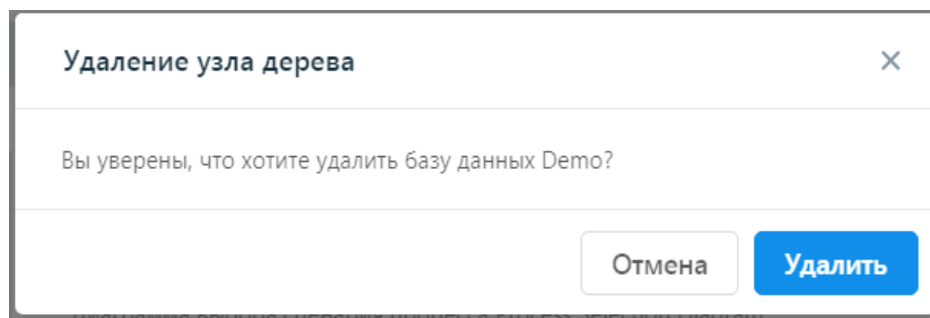 Удаление узла дерева
Вы уверены, что хотите удалить базу данных Demo?
Отмена
Удалить